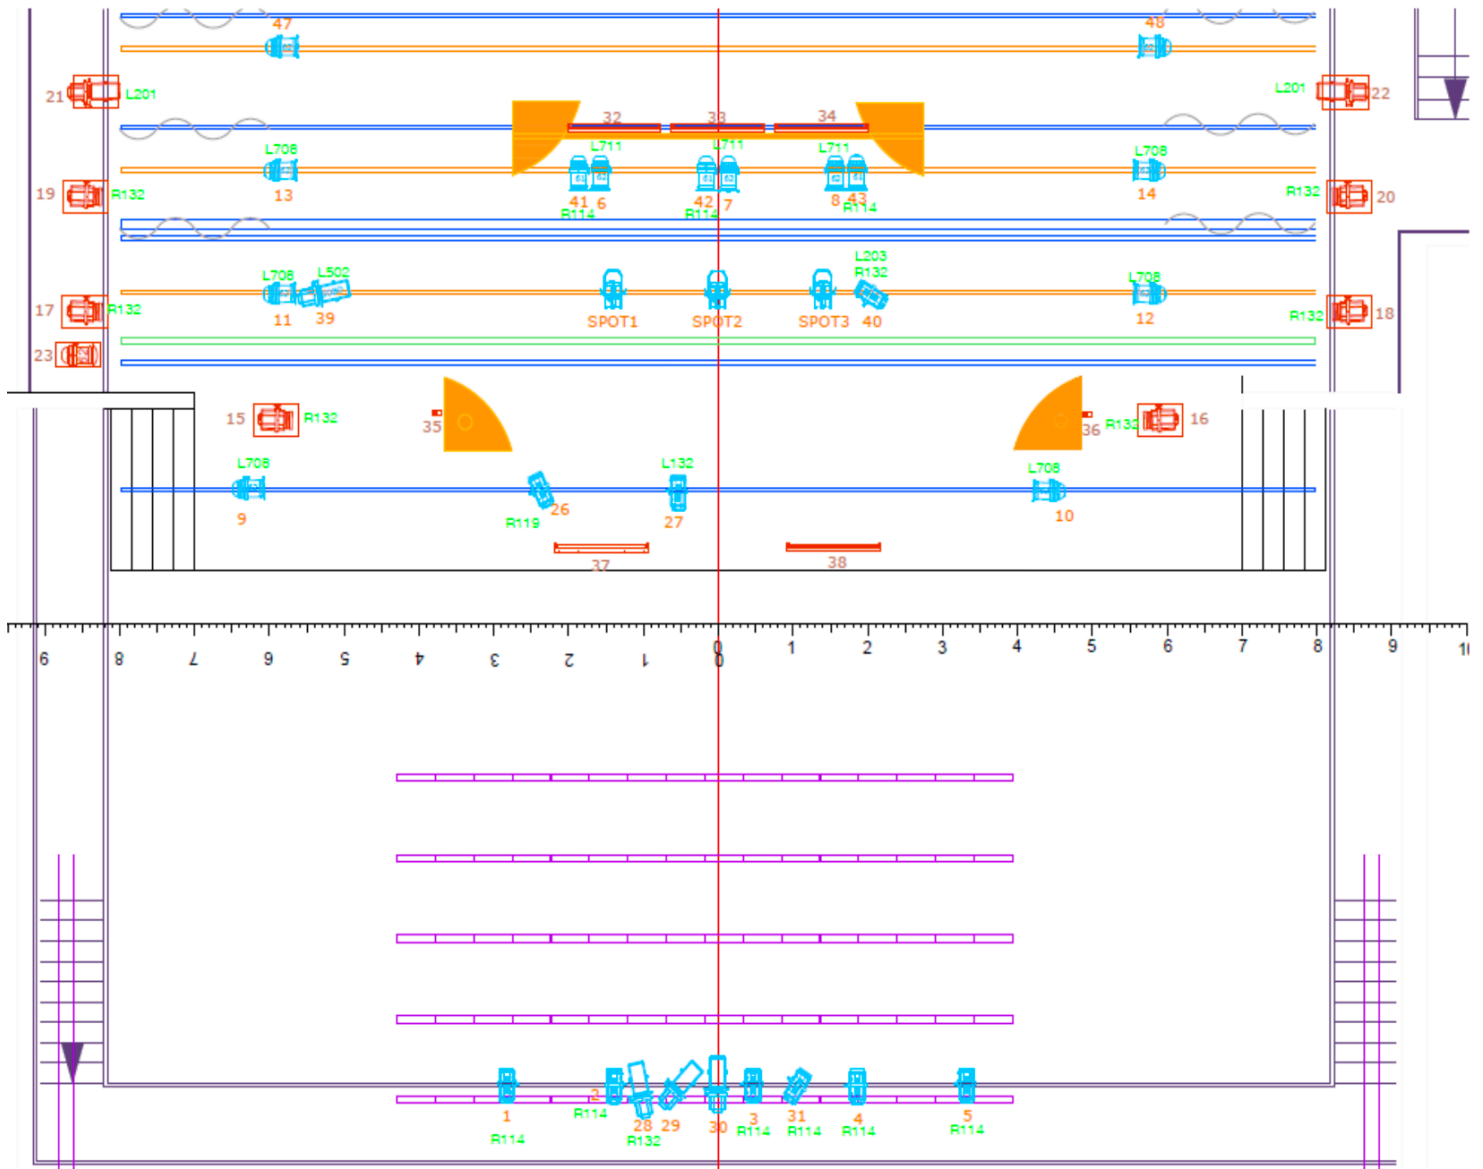 47 48
21 L201 L201 22
32 33 34
L708 L711 L711 L711 L708
19 R132 13 41 6 42 7 8 43 14 R132 20
R114 R114 R114
L708 L502 L203 L708
R132
17 R132 11 39 SPOT1 SPOT2 SPOT3 40 12 R132 18
23
15 R132 35 36 R132 16
L708 L132 L708
9 R119 26 27 10
37 38
9 8 7 6 5 4 3 2 1 0 0 1 2 3 4 5 6 7 8 9 10
1 2 28 29 30 3 31 4 5
R114 R114 R132 R114 R114 R114 R114